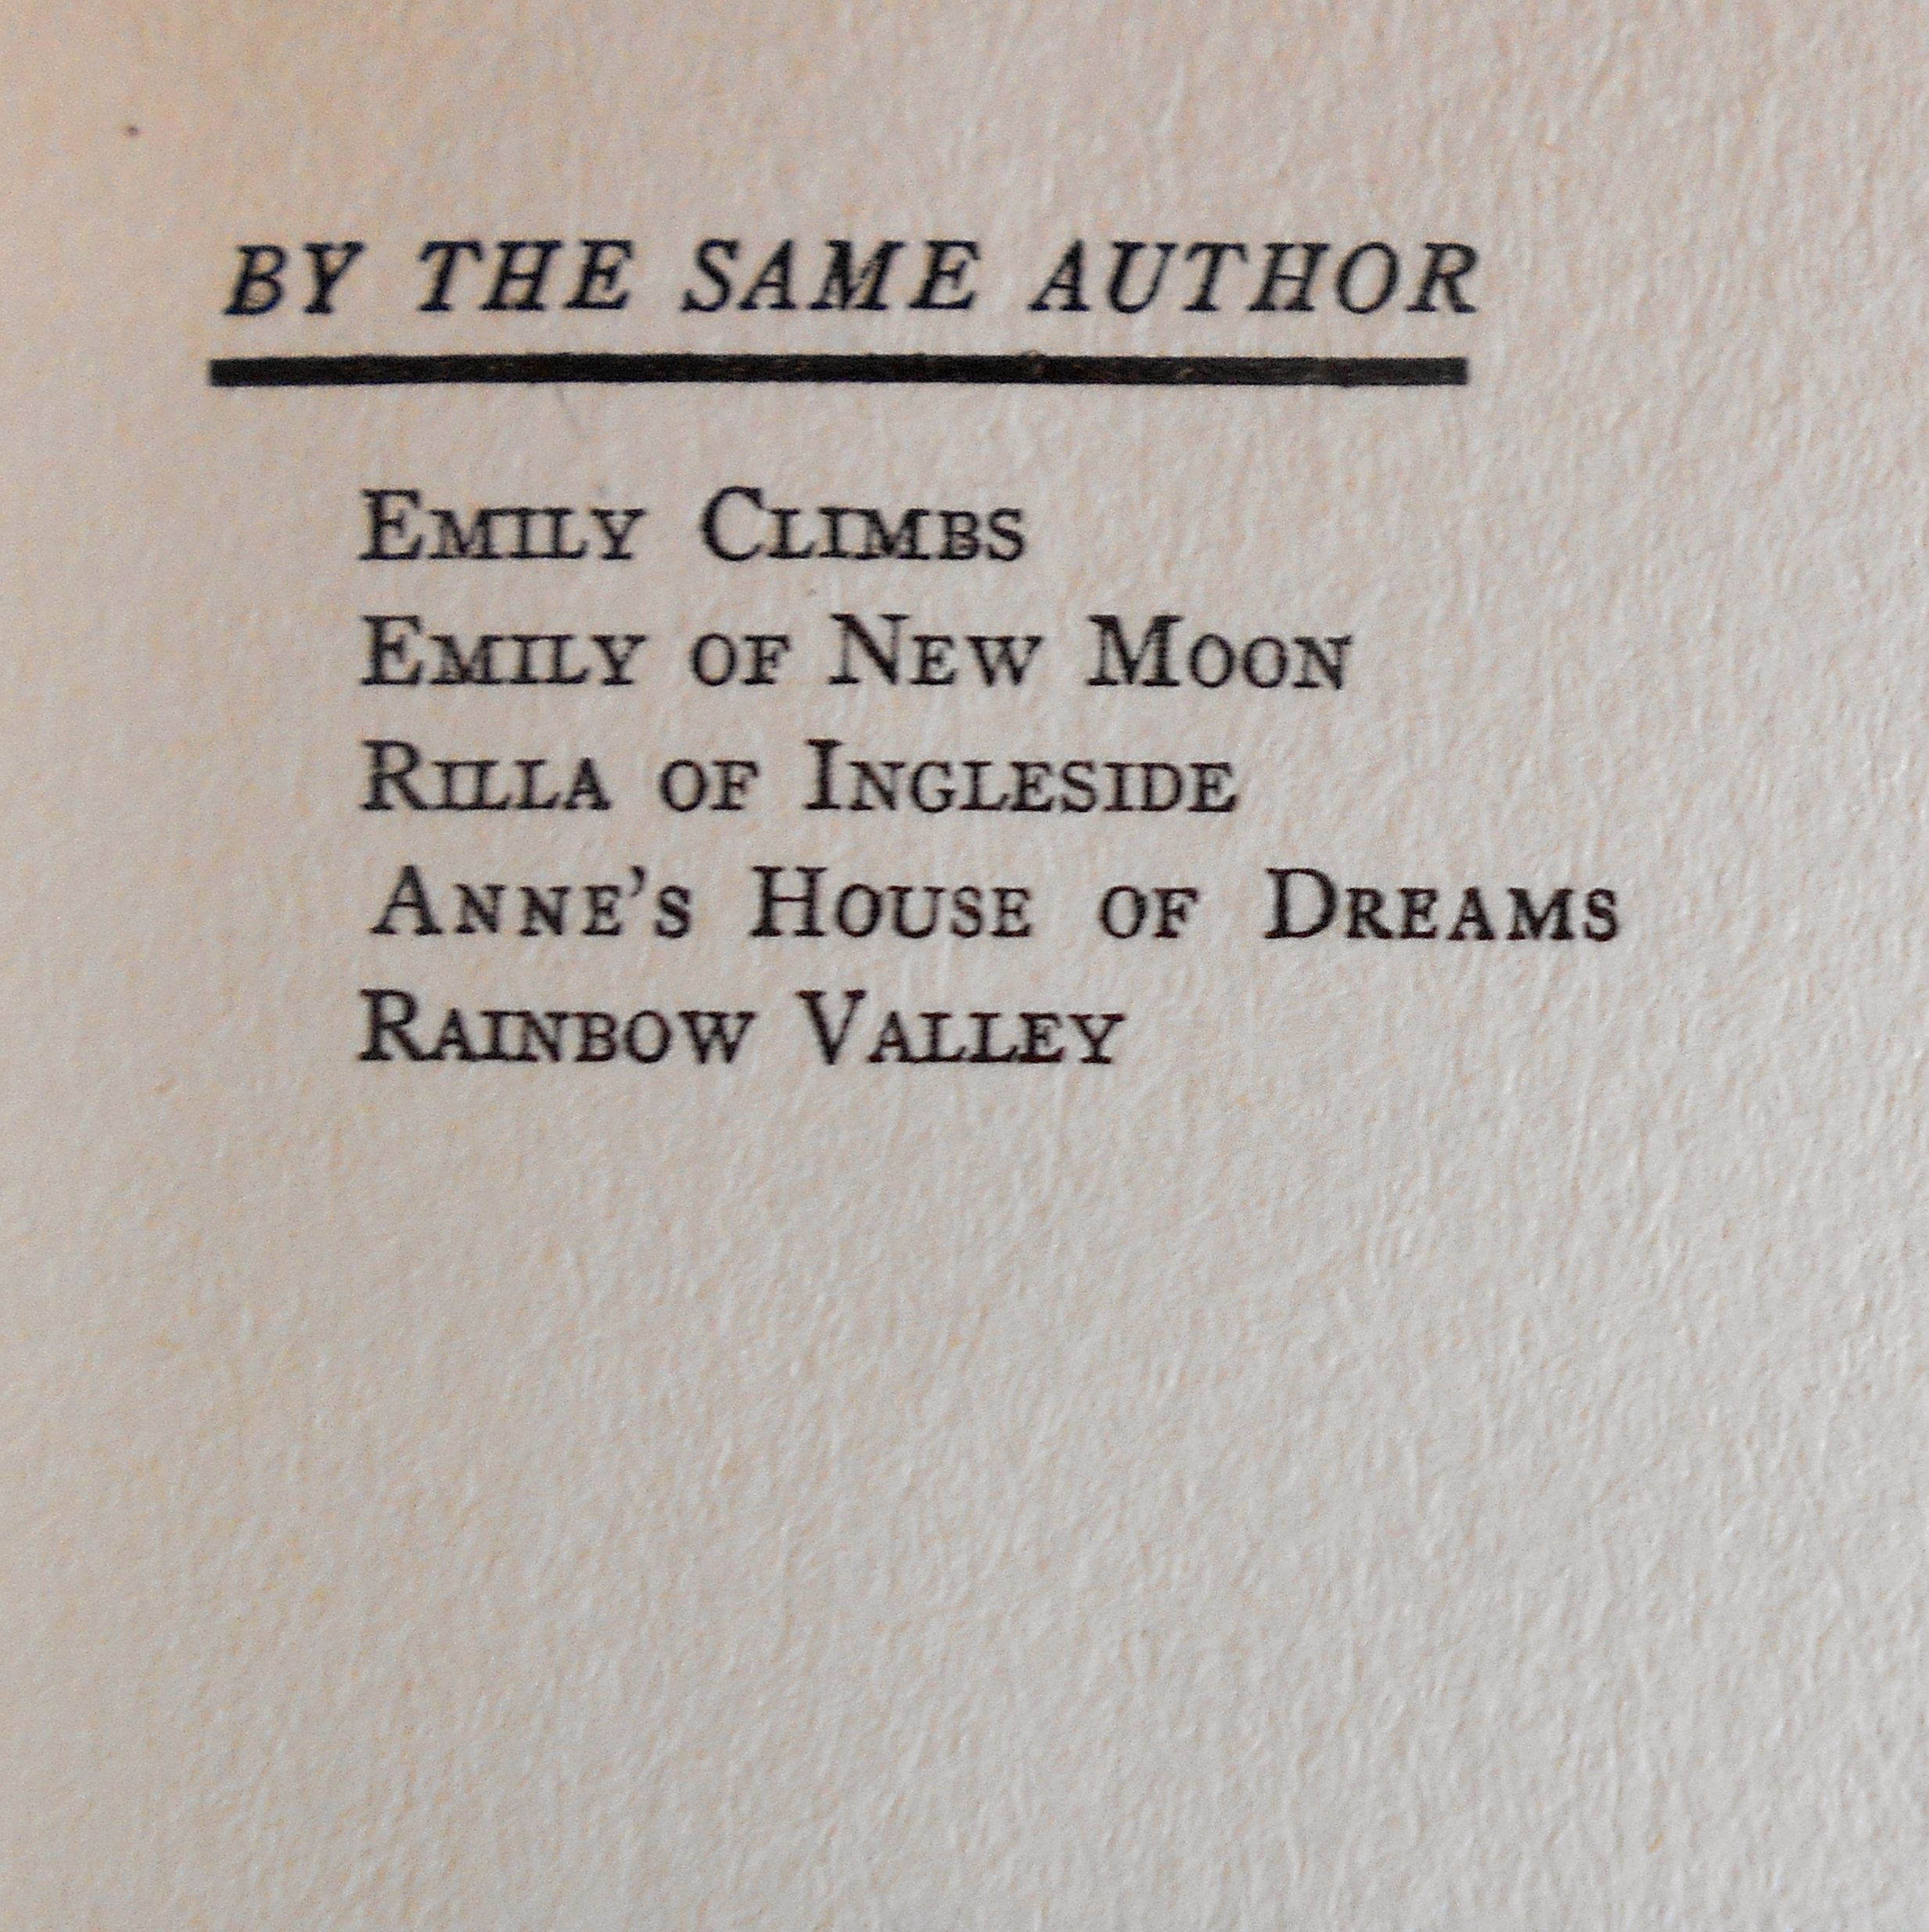 BY THE SAME AUTHOR
EMILY CLIMBS
EMILY OF NEW MOON
RILLA OF INGLESIDE
ANNE'S HOUSE OF DREAMS
RAINBOW VALLEY